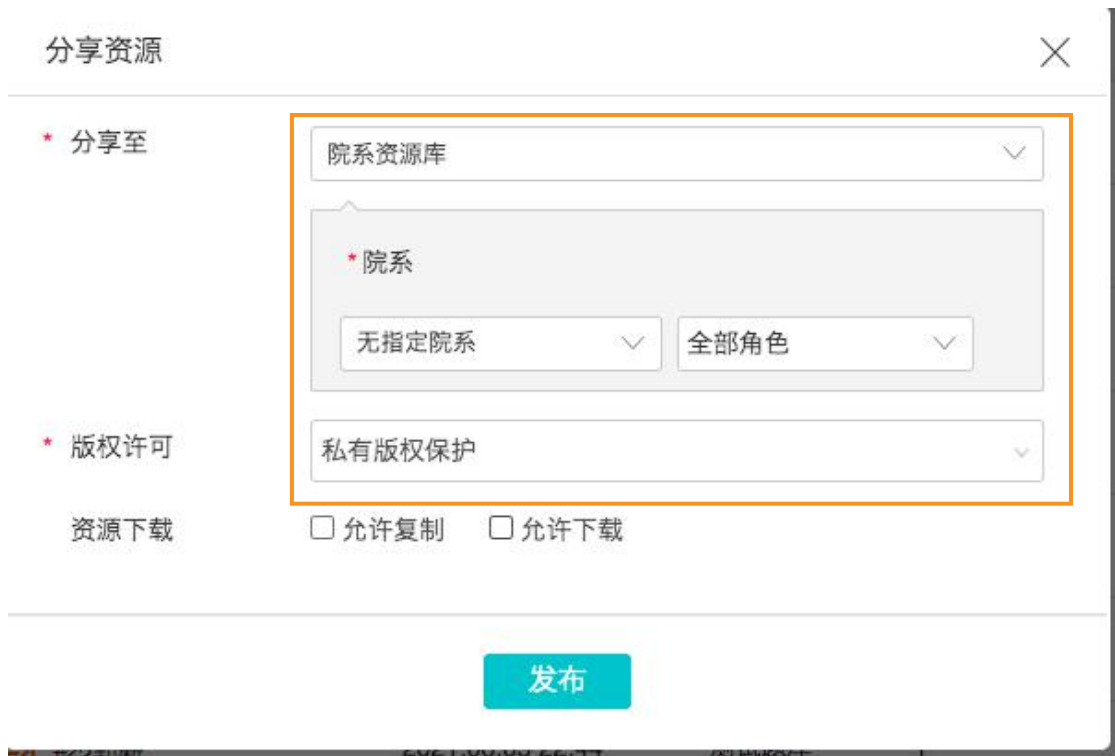 分享资源
* 分享至
院系资源库
* 院系
无指定院系 全部角色
* 版权许可
私有版权保护
资源下载 允许复制 允许下载
发布